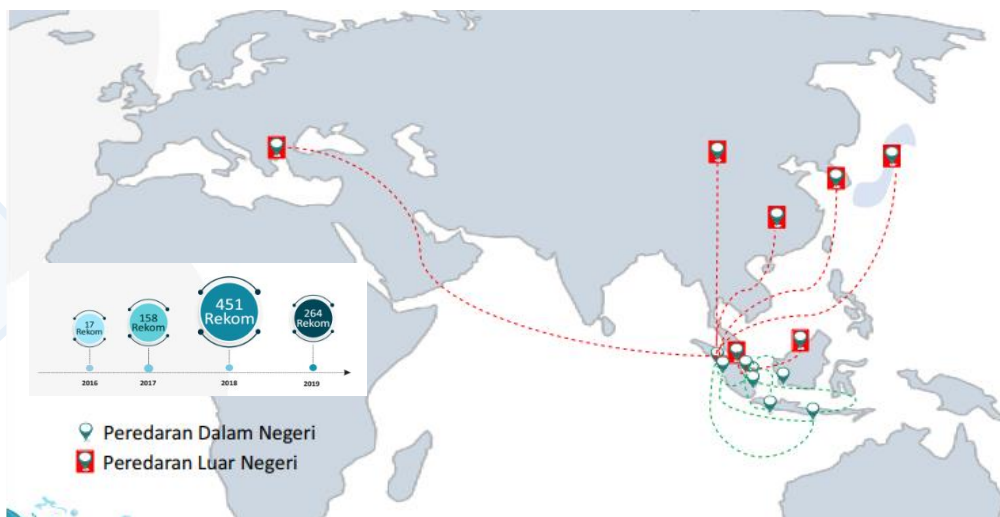 17
Rekom
158
Rekom
451
Rekom
264
Rekom
2016
2017
2018
2019
Peredaran Dalam Negeri
Peredaran Luar Negeri